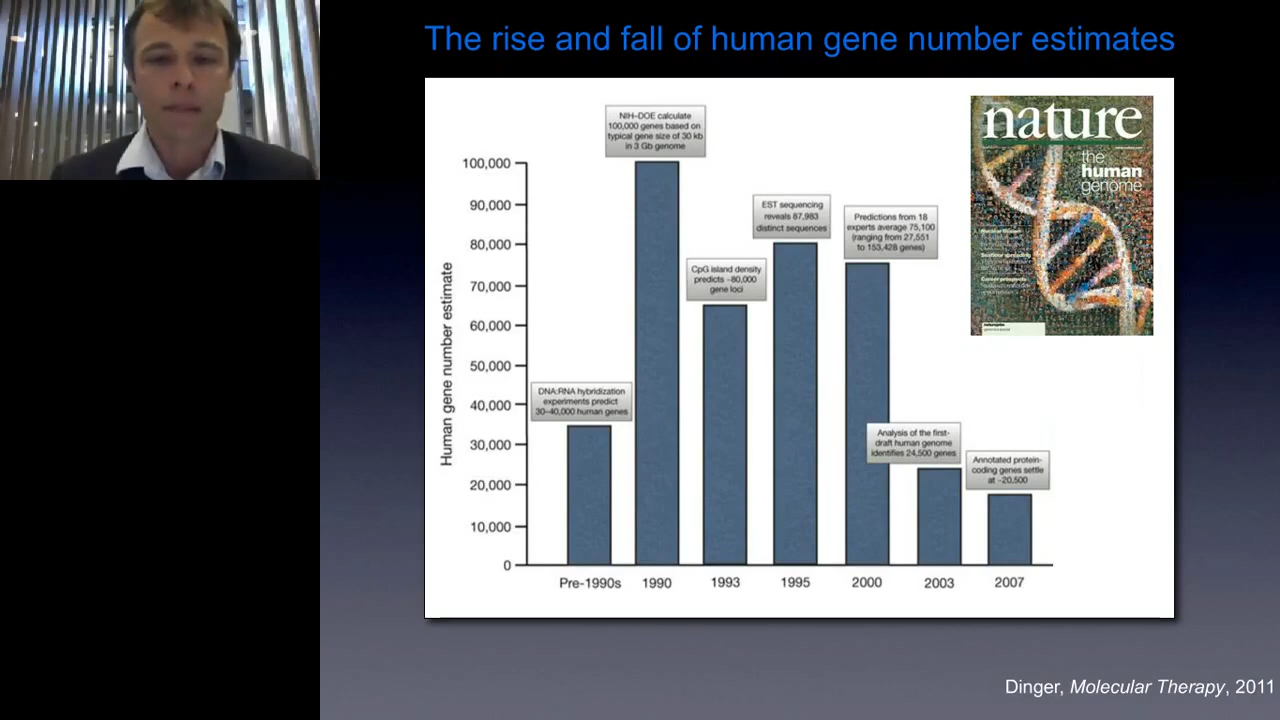 The rise and fall of human gene number estimates
nature
the
human
genome
NIH–DOE calculate
100,000 genes based on
typical gene size of 30 kb
in 3 Gb genome
EST sequencing
reveals 87,983
distinct sequences
Predictions from 18
experts average 75,100
(ranging from 27,551
to 153,428 genes)
CpG island density
predicts ~80,000
gene loci
DNA:RNA hybridization
experiments predict
30–40,000 human genes
Analysis of the first-
draft human genome
identifies 24,500 genes
Annotated protein-
coding genes settle
at ~20,500
Human gene number estimate
100,000
90,000
80,000
70,000
60,000
50,000
40,000
30,000
20,000
10,000
0
Pre-1990s 1990 1993 1995 2000 2003 2007
Dinger, Molecular Therapy, 2011